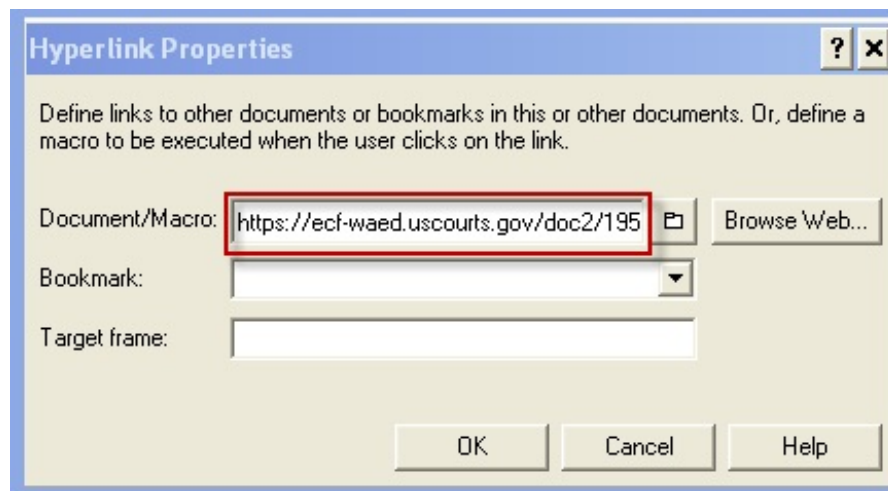 Hyperlink Properties
Define links to other documents or bookmarks in this or other documents. Or, define a
macro to be executed when the user clicks on the link.
Document/Macro: https://ecf-waed.uscourts.gov/doc2/195 Browse Web...
Bookmark:
Target frame:
OK Cancel Help